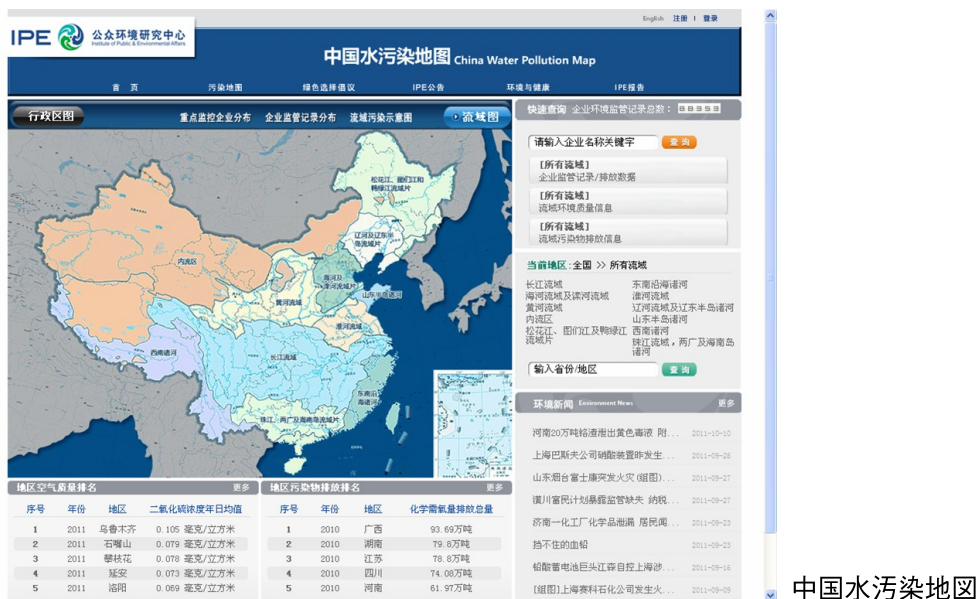 English 注册 | 登录
IPE 公众环境研究中心
Institute of Public & Environmental Affairs
中国水污染地图 China Water Pollution Map
首 页 污染地图 绿色选择倡议 IPE公告 环境与健康 IPE报告
行政区图 重点监控企业分布 企业监管记录分布 流域污染示意图 流域图
快速查询 企业环境监管记录总数：
请输入企业名称关键字 查 询
[所有流域]
企业监管记录/排放数据
[所有流域]
流域环境质量信息
[所有流域]
流域污染物排放信息
当前地区:全国 >> 所有流域
长江流域 东南沿海诸河
海河流域及滦河流域 淮河流域
黄河流域 辽河流域及辽东半岛诸河
内流区 山东半岛诸河
松花江、图们江及鸭绿江流域片 西南诸河
珠江流域，两广及海南岛诸河
输入省份/地区 查 询
松花江、图们江和
鸭绿江流域片
辽河及辽东半
岛流域片
内流区
海河及
滦河流域片
山东半岛诸河
黄河流域
淮河流域
西南诸河
长江流域
东南沿
海诸河
珠江、两广及海南岛流域片
环境新闻 Environment News 更多
河南20万吨铬渣泄出黄色毒液 附... 2011-10-10
上海巴斯夫公司硝酸装置昨发生... 2011-09-28
山东烟台富士康突发火灾(组图)... 2011-09-27
潢川富民计划暴露监管缺失 纳税... 2011-09-27
济南一化工厂化学品泄漏 居民闻... 2011-09-23
挡不住的血铅 2011-09-23
铅酸蓄电池巨头江森自控上海涉... 2011-09-16
[组图]上海赛科石化公司发生火... 2011-09-09
地区空气质量排名 更多
序号 年份 地区 二氧化硫浓度年日均值
1 2011 乌鲁木齐 0.105 毫克/立方米
2 2011 石嘴山 0.079 毫克/立方米
3 2011 攀枝花 0.078 毫克/立方米
4 2011 延安 0.073 毫克/立方米
5 2011 洛阳 0.069 毫克/立方米
地区污染物排放排名 更多
序号 年份 地区 化学需氧量排放总量
1 2010 广西 93.69万吨
2 2010 湖南 79.8万吨
3 2010 江苏 78.8万吨
4 2010 四川 74.08万吨
5 2010 河南 61.97万吨
中国水污染地图